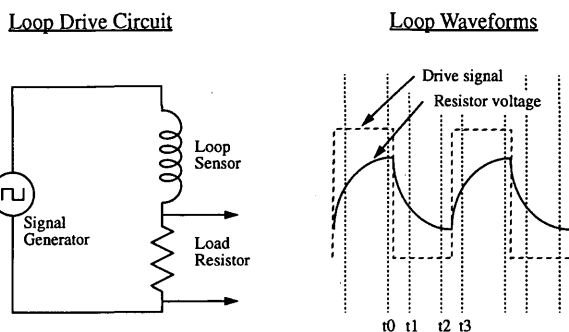 Loop Drive Circuit
Loop
Sensor
Signal
Generator
Load
Resistor
Loop Waveforms
Drive signal
Resistor voltage
t0 t1 t2 t3